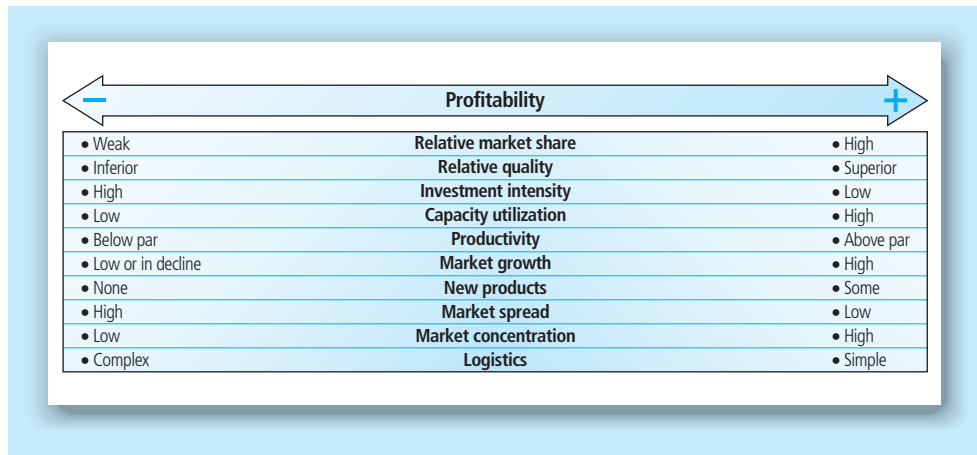 − Profitability +
• Weak Relative market share • High
• Inferior Relative quality • Superior
• High Investment intensity • Low
• Low Capacity utilization • High
• Below par Productivity • Above par
• Low or in decline Market growth • High
• None New products • Some
• High Market spread • Low
• Low Market concentration • High
• Complex Logistics • Simple